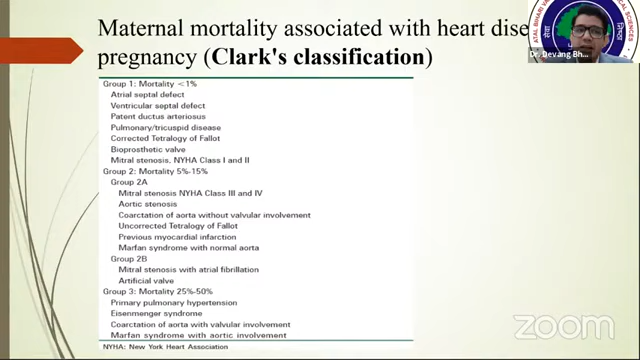 Maternal mortality associated with heart dise
pregnancy (Clark's classification)
Dr. Devang Bh...
Group 1: Mortality <1%
Atrial septal defect
Ventricular septal defect
Patent ductus arteriosus
Pulmonary/tricuspid disease
Corrected Tetralogy of Fallot
Bioprosthetic valve
Mitral stenosis, NYHA Class I and II
Group 2: Mortality 5%-15%
Group 2A
Mitral stenosis NYHA Class III and IV
Aortic stenosis
Coarctation of aorta without valvular involvement
Uncorrected Tetralogy of Fallot
Previous myocardial infarction
Marfan syndrome with normal aorta
Group 2B
Mitral stenosis with atrial fibrillation
Artificial valve
Group 3: Mortality 25%-50%
Primary pulmonary hypertension
Eisenmenger syndrome
Coarctation of aorta with valvular involvement
Marfan syndrome with aortic involvement
NYHA: New York Heart Association
zoom